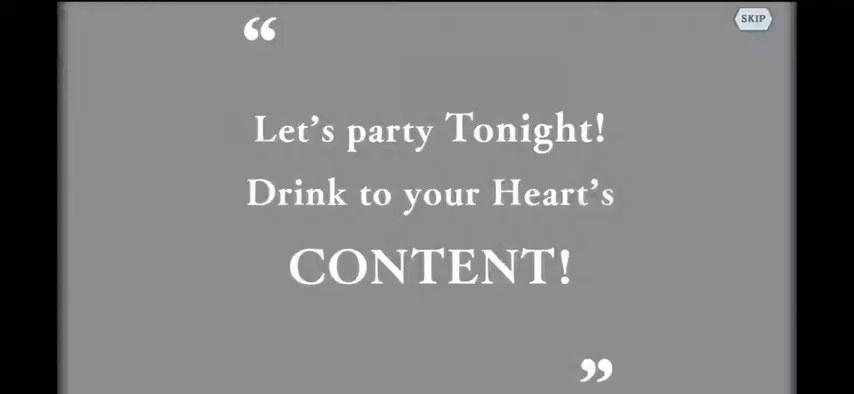 SKIP
“
Let’s party Tonight!
Drink to your Heart’s
CONTENT!
”